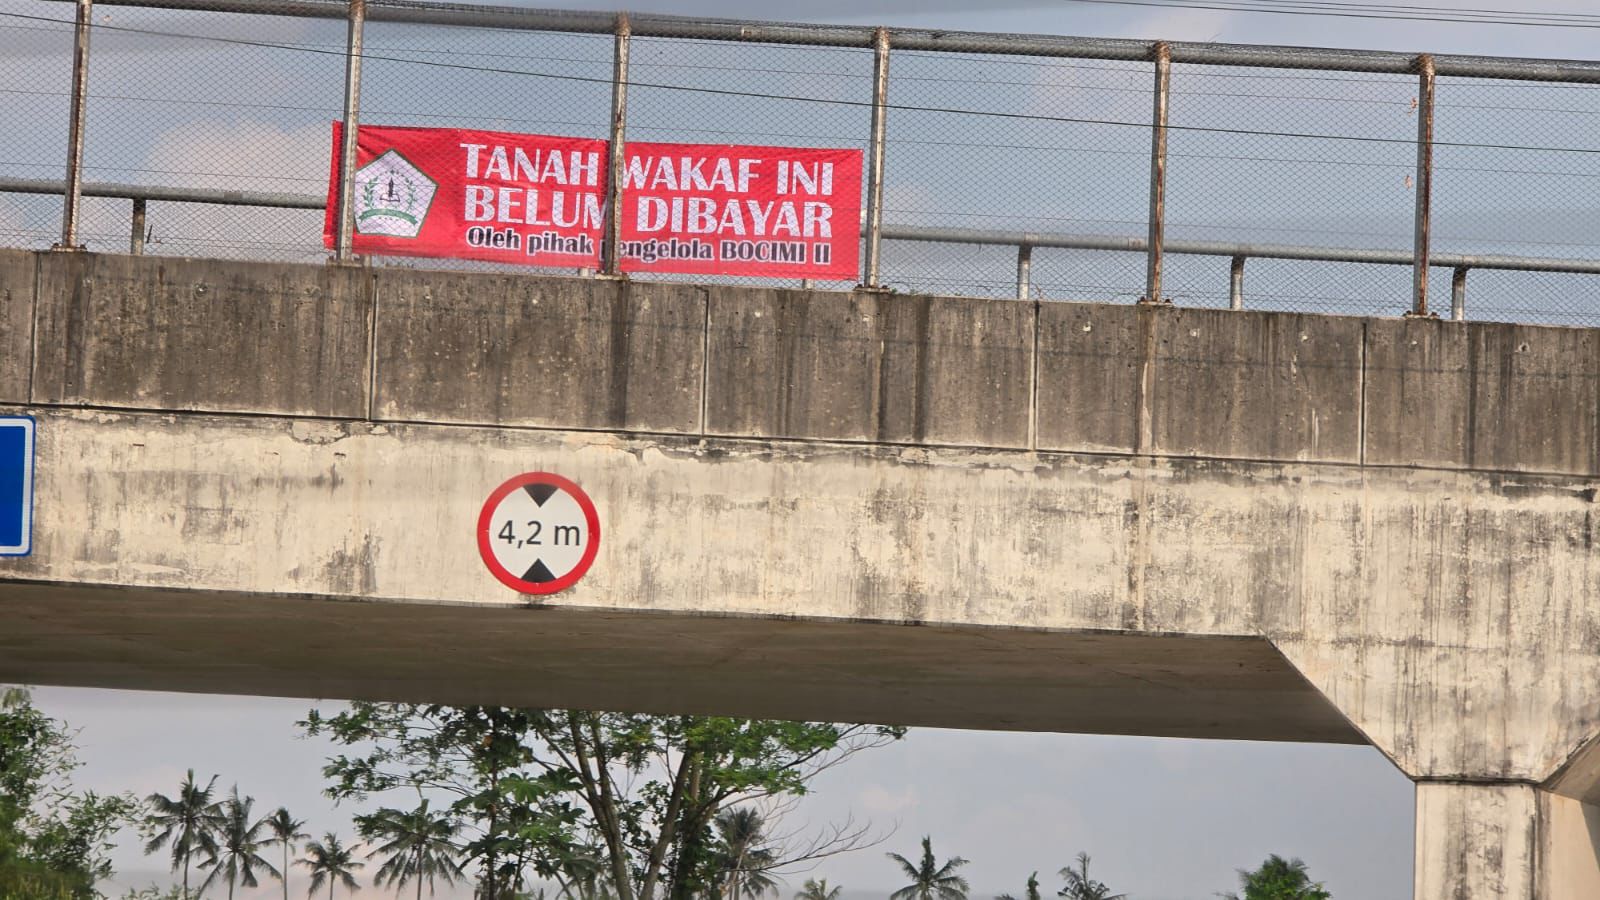 TANAH WAKAF INI
BELUM DIBAYAR
Oleh pihak pengelola BOCIMI II
4,2 m